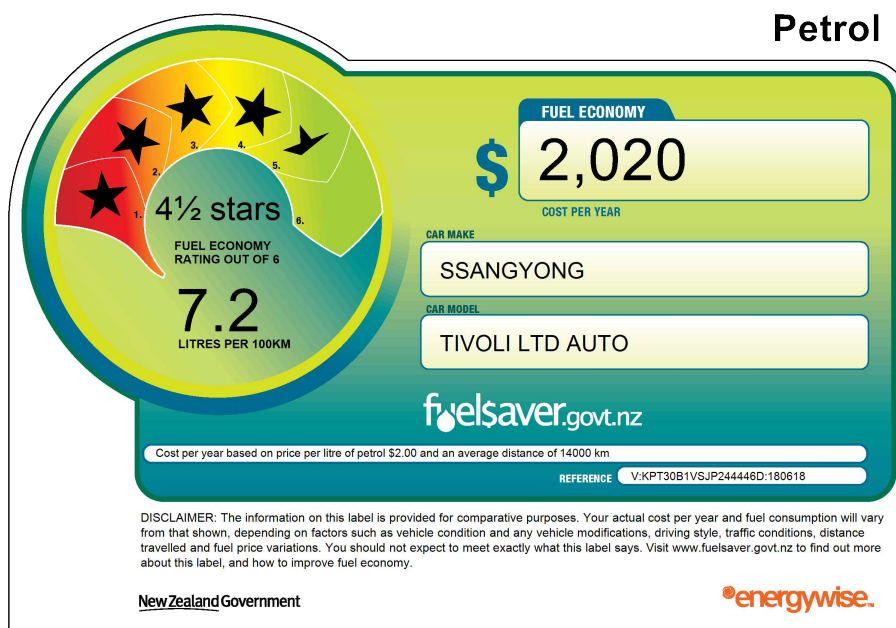 Petrol
1.
2.
3.
4.
5.
6.
4½ stars
FUEL ECONOMY
RATING OUT OF 6
7.2
LITRES PER 100KM
FUEL ECONOMY
$ 2,020
COST PER YEAR
CAR MAKE
SSANGYONG
CAR MODEL
TIVOLI LTD AUTO
fuelsaver.govt.nz
Cost per year based on price per litre of petrol $2.00 and an average distance of 14000 km
REFERENCE V:KPT30B1VSJP244446D:180618
DISCLAIMER: The information on this label is provided for comparative purposes. Your actual cost per year and fuel consumption will vary
from that shown, depending on factors such as vehicle condition and any vehicle modifications, driving style, traffic conditions, distance
travelled and fuel price variations. You should not expect to meet exactly what this label says. Visit www.fuelsaver.govt.nz to find out more
about this label, and how to improve fuel economy.
New Zealand Government
energywise™